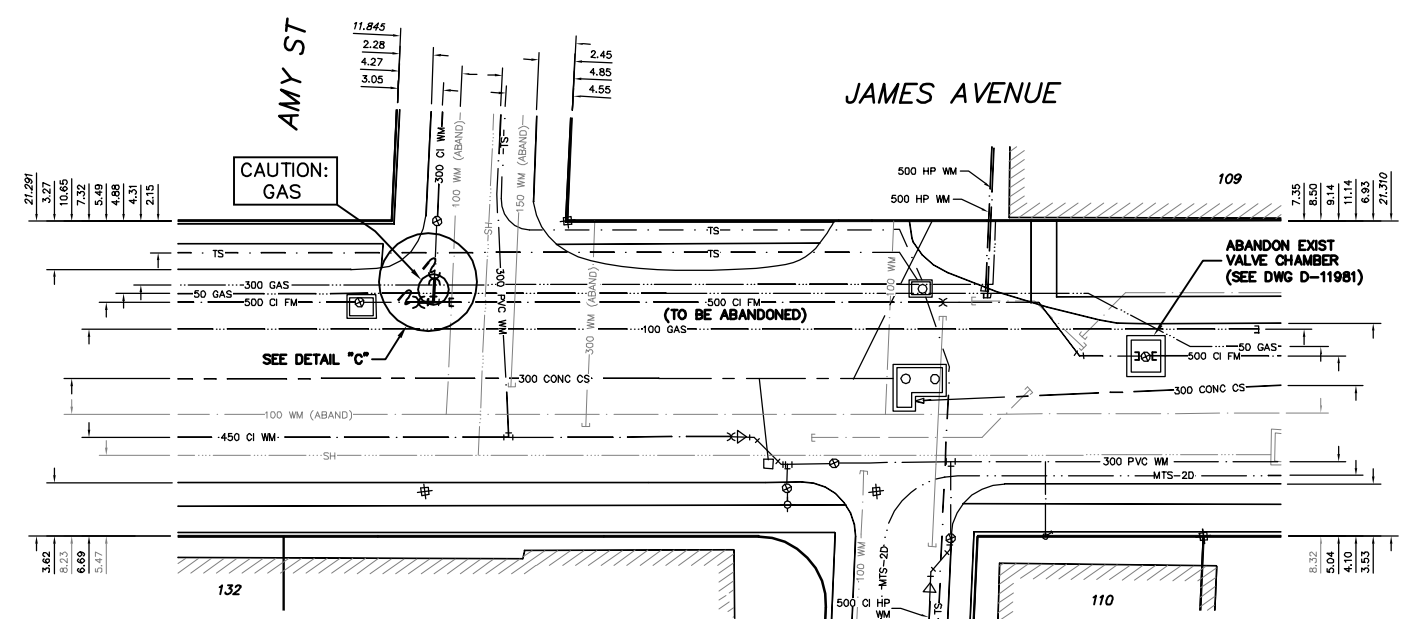 AMY ST
11.845
2.28
4.27
3.05
2.45
4.85
4.55
JAMES AVENUE
CAUTION:
GAS
300 CI WM
100 WM (ABAND)
TS
150 WM (ABAND)
SH
500 HP WM
500 HP WM
109
21.291
3.27
10.65
7.32
5.49
4.88
4.31
2.15
7.35
8.50
9.14
11.14
6.93
21.310
TS
TS
TS
ABANDON EXIST
VALVE CHAMBER
(SEE DWG D-11981)
300 GAS
50 GAS
500 CI FM
300 PVC WM
300 WM (ABAND)
500 CI FM
(TO BE ABANDONED)
100 WM
100 GAS
50 GAS
500 CI FM
SEE DETAIL "C"
300 CONC CS
300 CONC CS
100 WM (ABAND)
450 CI WM
SH
300 PVC WM
MTS-2D
3.62
8.23
6.69
5.47
132
100 WM
MTS-2D
500 CI HP
WM
TS
110
8.32
5.04
4.10
3.53